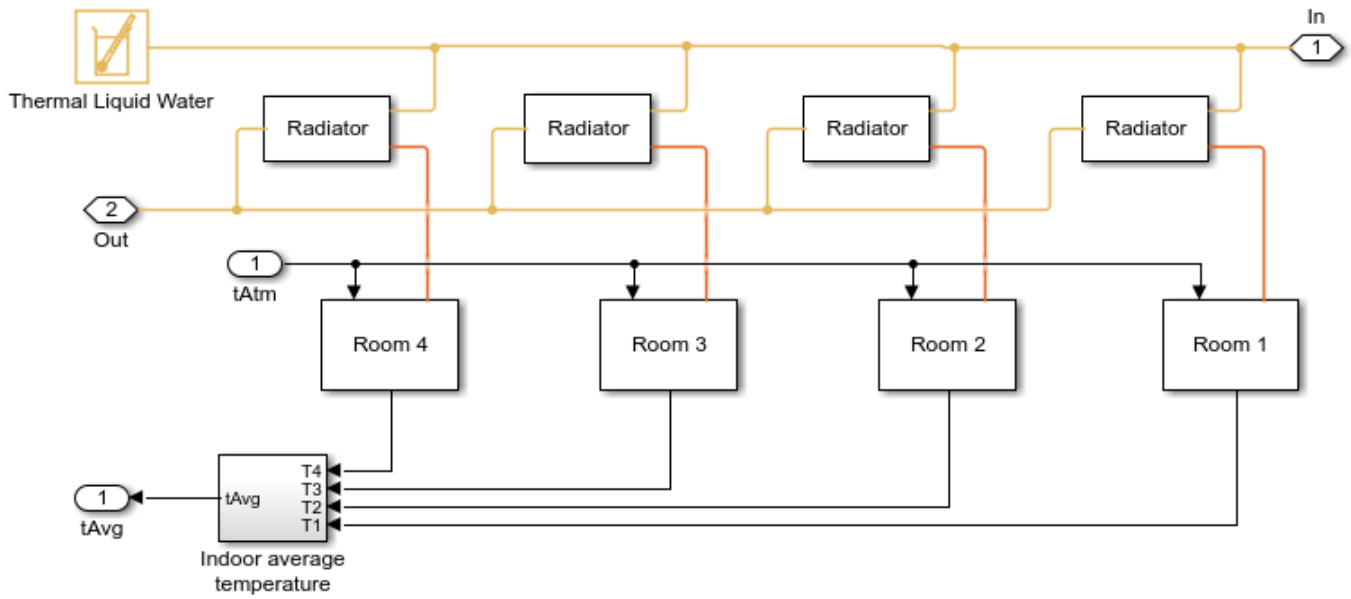 In
1
Thermal Liquid Water
Radiator
Radiator
Radiator
Radiator
2
Out
1
tAtm
Room 4
Room 3
Room 2
Room 1
T4
T3
tAvg
T2
T1
1
tAvg
Indoor average
temperature